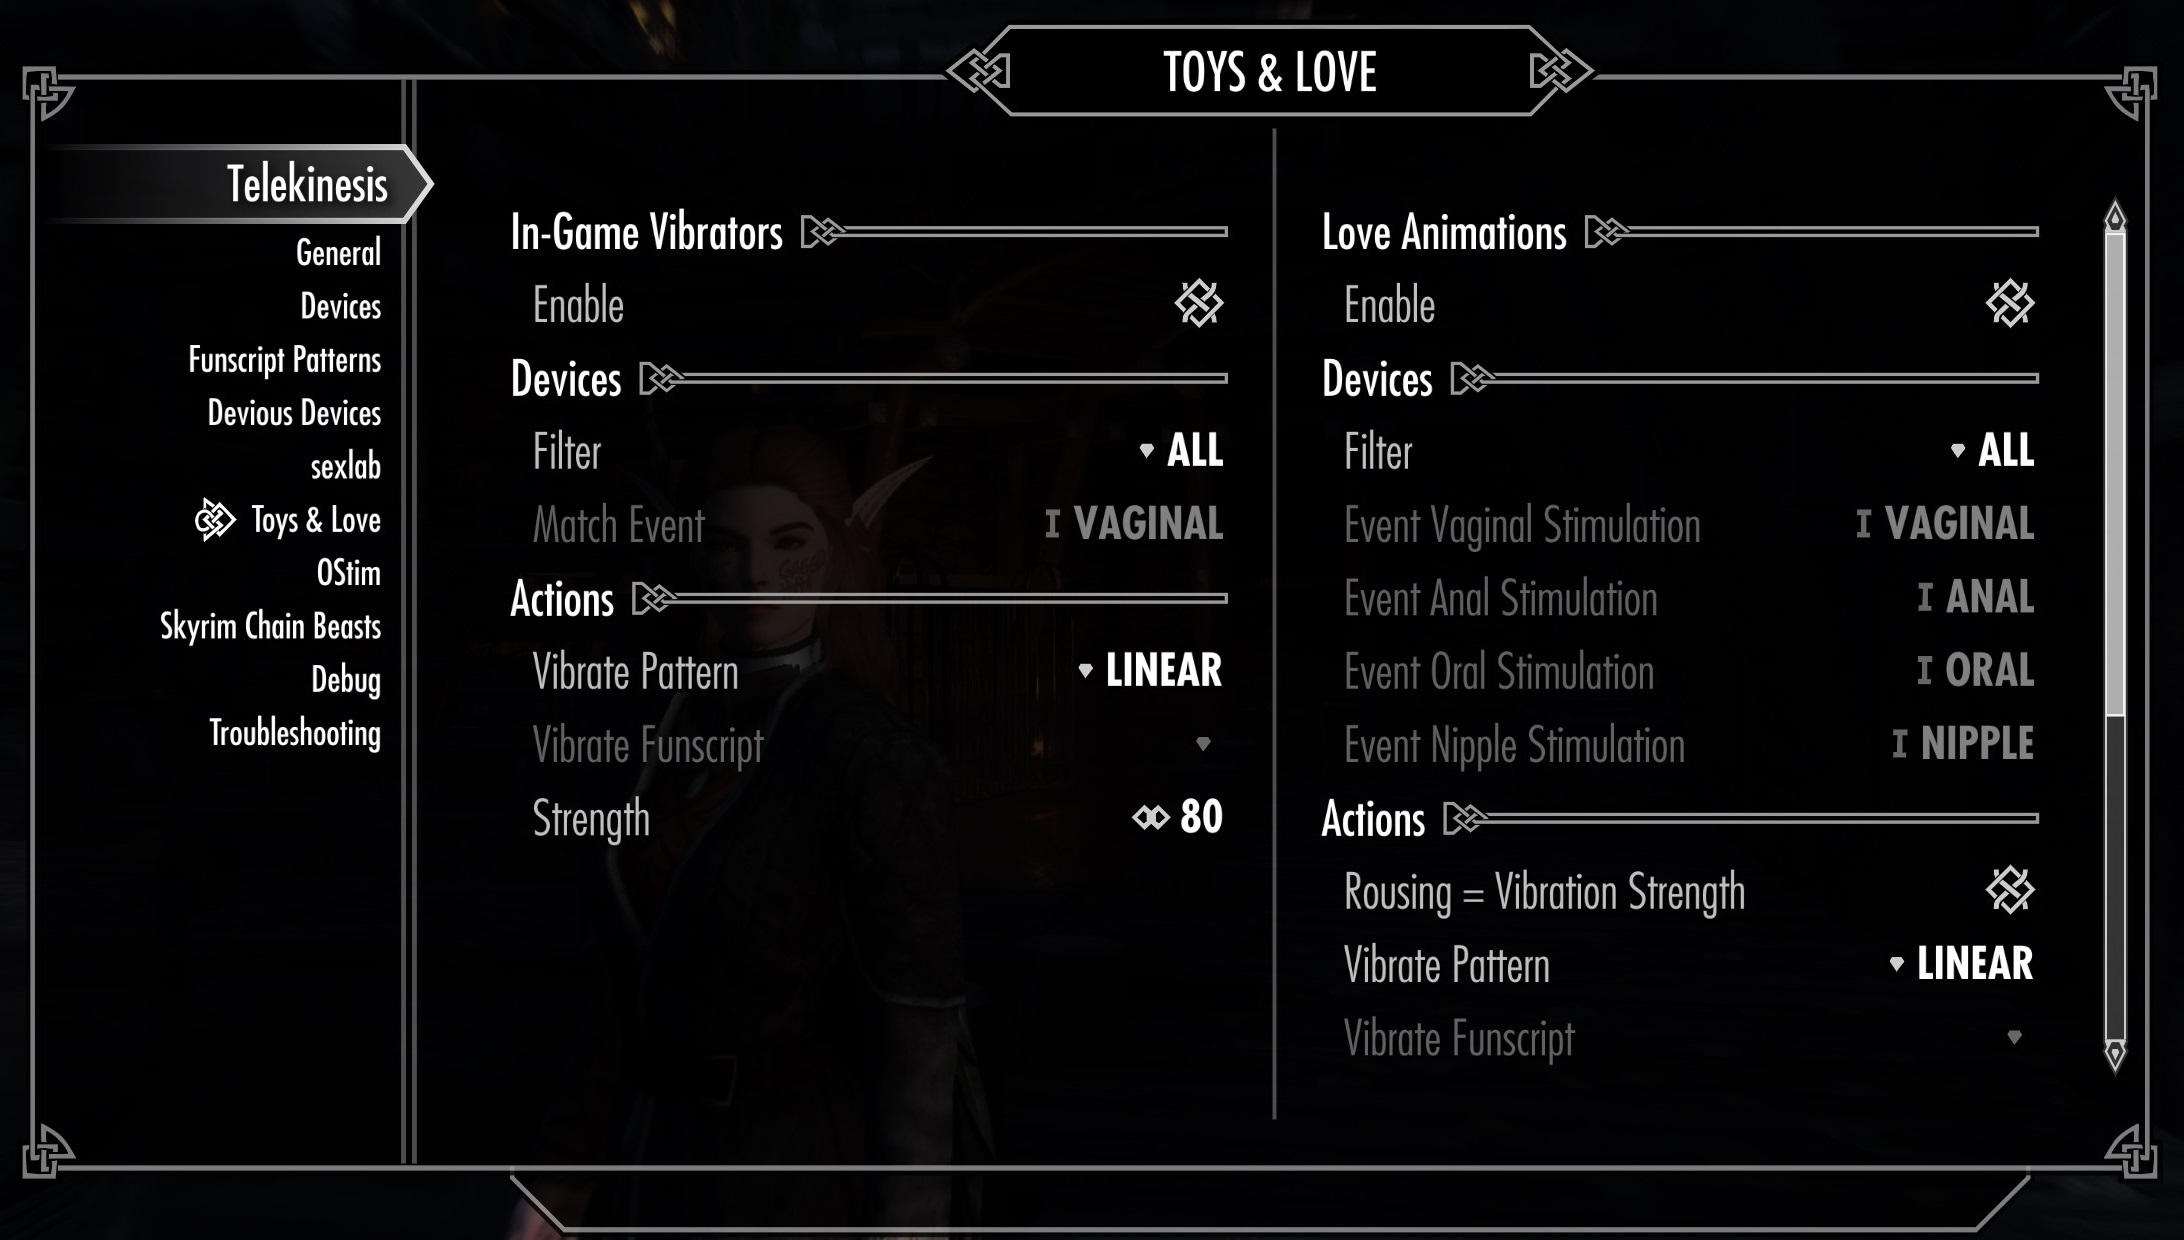 TOYS & LOVE
Telekinesis
General
Devices
Funscript Patterns
Devious Devices
sexlab
Toys & Love
OStim
Skyrim Chain Beasts
Debug
Troubleshooting
In-Game Vibrators
Enable
Devices
Filter ALL
Match Event VAGINAL
Actions
Vibrate Pattern LINEAR
Vibrate Funscript
Strength 80
Love Animations
Enable
Devices
Filter ALL
Event Vaginal Stimulation VAGINAL
Event Anal Stimulation ANAL
Event Oral Stimulation ORAL
Event Nipple Stimulation NIPPLE
Actions
Rousing = Vibration Strength
Vibrate Pattern LINEAR
Vibrate Funscript